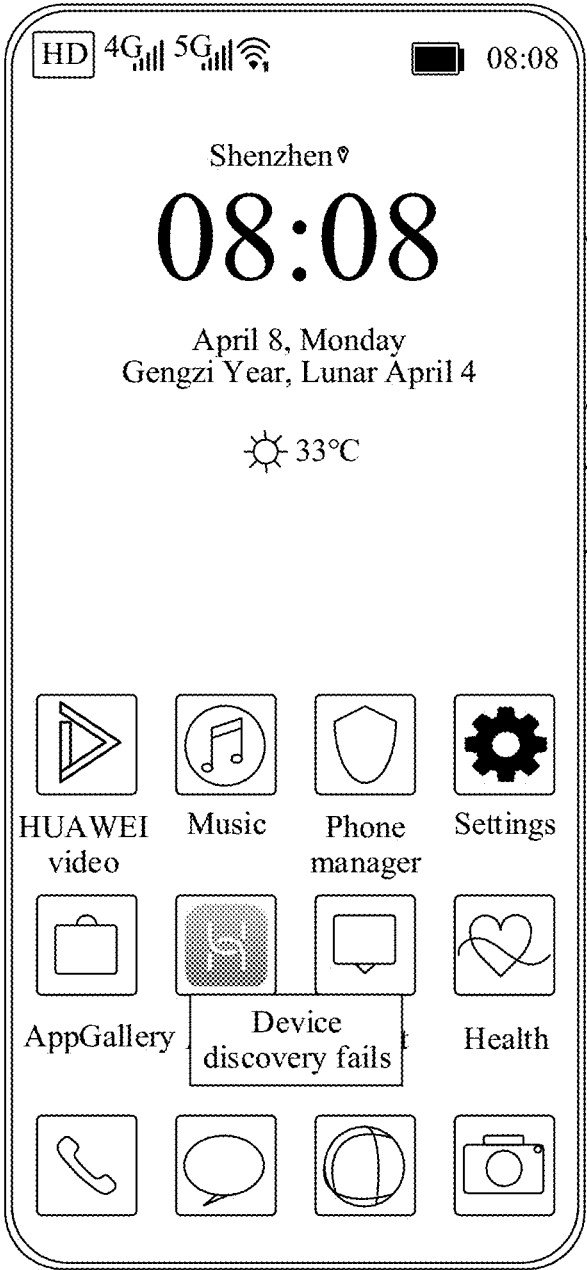 HD 4G 5G 08:08
Shenzhen
08:08
April 8, Monday
Gengzi Year, Lunar April 4
33°C
HUAWEI video
Music
Phone manager
Settings
AppGallery
Device
discovery fails
Health